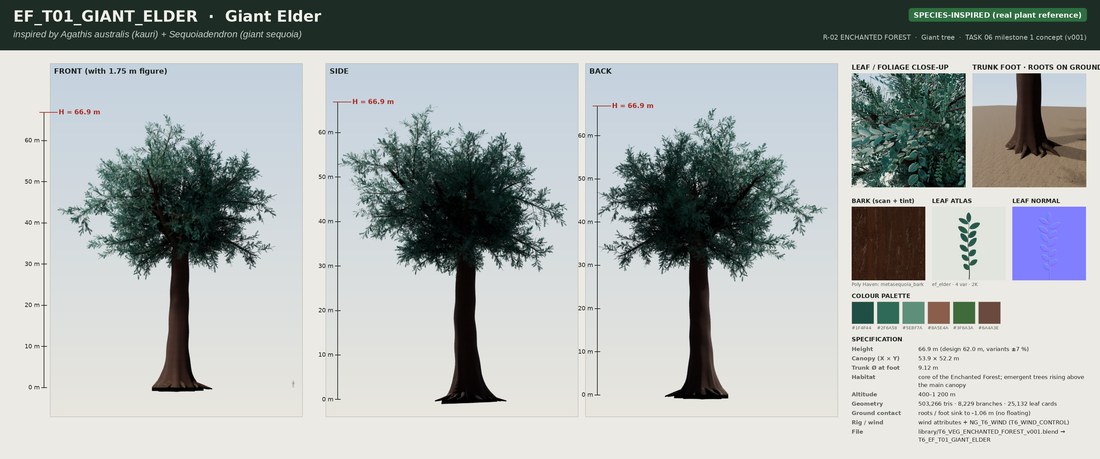 EF_T01_GIANT_ELDER · Giant Elder
inspired by Agathis australis (kauri) + Sequoiadendron (giant sequoia)
SPECIES-INSPIRED (real plant reference)
R-02 ENCHANTED FOREST · Giant tree · TASK 06 milestone 1 concept (v001)
FRONT (with 1.75 m figure)
H = 66.9 m
60 m
50 m
40 m
30 m
20 m
10 m
0 m
SIDE
H = 66.9 m
60 m
50 m
40 m
30 m
20 m
10 m
0 m
BACK
H = 66.9 m
60 m
50 m
40 m
30 m
20 m
10 m
0 m
LEAF / FOLIAGE CLOSE-UP
TRUNK FOOT · ROOTS ON GROUND
BARK (scan + tint)
LEAF ATLAS
LEAF NORMAL
Poly Haven: metasequoia_bark
ef_elder · 4 var · 2K
COLOUR PALETTE
SPECIFICATION
Height 66.9 m (design 62.0 m, variants ±7 %)
Canopy (X × Y) 53.9 × 52.2 m
Trunk Ø at foot 9.12 m
Habitat core of the Enchanted Forest; emergent trees rising above
the main canopy
Altitude 400–1 200 m
Geometry 503,266 tris · 8,229 branches · 25,132 leaf cards
Ground contact roots / foot sink to -1.06 m (no floating)
Rig / wind wind attributes + NG_T6_WIND (T6_WIND_CONTROL)
File library/T6_VEG_ENCHANTED_FOREST_v001.blend →
T6_EF_T01_GIANT_ELDER